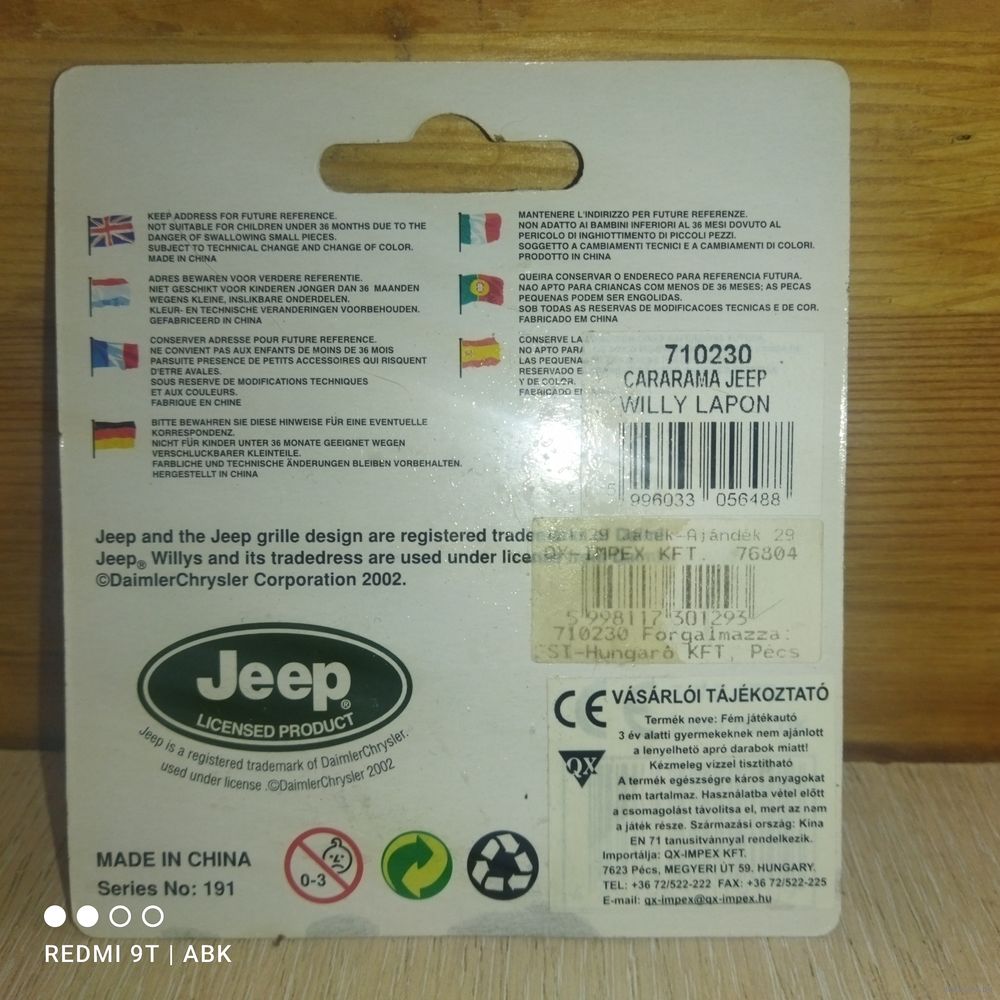 KEEP ADDRESS FOR FUTURE REFERENCE.
NOT SUITABLE FOR CHILDREN UNDER 36 MONTHS DUE TO THE
DANGER OF SWALLOWING SMALL PIECES.
SUBJECT TO TECHNICAL CHANGE AND CHANGE OF COLOR.
MADE IN CHINA
ADRES BEWAREN VOOR VERDERE REFERENTIE.
NIET GESCHIKT VOOR KINDEREN JONGER DAN 36 MAANDEN
WEGENS KLEINE, INSLIKBARE ONDERDELEN.
KLEUR- EN TECHNISCHE VERANDERINGEN VOORBEHOUDEN.
GEFABRICEERD IN CHINA
CONSERVER ADRESSE POUR FUTURE REFERENCE.
NE CONVIENT PAS AUX ENFANTS DE MOINS DE 36 MOIS
PARSUITE PRESENCE DE PETITS ACCESSOIRES QUI RISQUENT
D'ETRE AVALES.
SOUS RESERVE DE MODIFICATIONS TECHNIQUES
ET AUX COULEURS.
FABRIQUE EN CHINE
BITTE BEWAHREN SIE DIESE HINWEISE FÜR EINE EVENTUELLE
KORRESPONDENZ.
NICHT FÜR KINDER UNTER 36 MONATE GEEIGNET WEGEN
VERSCHLUCKBARER KLEINTEILE.
FARBLICHE UND TECHNISCHE ÄNDERUNGEN BLEIBEN VORBEHALTEN.
HERGESTELLT IN CHINA
MANTENERE L'INDIRIZZO PER FUTURE REFERENZE.
NON ADATTO AI BAMBINI INFERIORI AL 36 MESI DOVUTO AL
PERICOLO DI INGHIOTTIMENTO DI PICCOLI PEZZI.
SOGGETTO A CAMBIAMENTI TECNICI E A CAMBIAMENTI DI COLORI.
PRODOTTO IN CHINA
QUEIRA CONSERVAR O ENDERECO PARA REFERENCIA FUTURA.
NAO APTO PARA CRIANCAS COM MENOS DE 36 MESES; AS PECAS
PEQUENAS PODEM SER ENGOLIDAS.
SOB TODAS AS RESERVAS DE MODIFICACOES TECNICAS E DE COR.
FABRICADO EM CHINA
CONSERVE LA
NO APTO PARA
LAS PEQUENA
RESERVADO E
Y DE COLOR.
FABRICADO EN
710230
CARARAMA JEEP
WILLY LAPON
5 996033 056488
Jeep and the Jeep grille design are registered trade
Jeep® Willys and its tradedress are used under licen
©DaimlerChrysler Corporation 2002.
Játék-Ajándék 29
QX-IMPEX KFT. 76804
5 998117 301293
710230 Forgalmazza:
SI-Hungaró KFT, Pécs
Jeep®
LICENSED PRODUCT
Jeep is a registered trademark of DaimlerChrysler.
used under license .©DaimlerChrysler 2002
MADE IN CHINA
Series No: 191
0-3
CE VÁSÁRLÓI TÁJÉKOZTATÓ
QX
Termék neve: Fém játékautó
3 év alatti gyermekeknek nem ajánlott
a lenyelhető apró darabok miatt!
Kézmeleg vízzel tisztítható
A termék egészségre káros anyagokat
nem tartalmaz. Használatba vétel előtt
a csomagolást távolítsa el, mert az nem
a játék része. Származási ország: Kína
EN 71 tanusítvánnyal rendelkezik.
Importálja: QX-IMPEX KFT.
7623 Pécs, MEGYERI ÚT 59. HUNGARY.
TEL: +36 72/522-222 FAX: +36 72/522-225
E-mail: qx-impex@qx-impex.hu
REDMI 9T | ABK